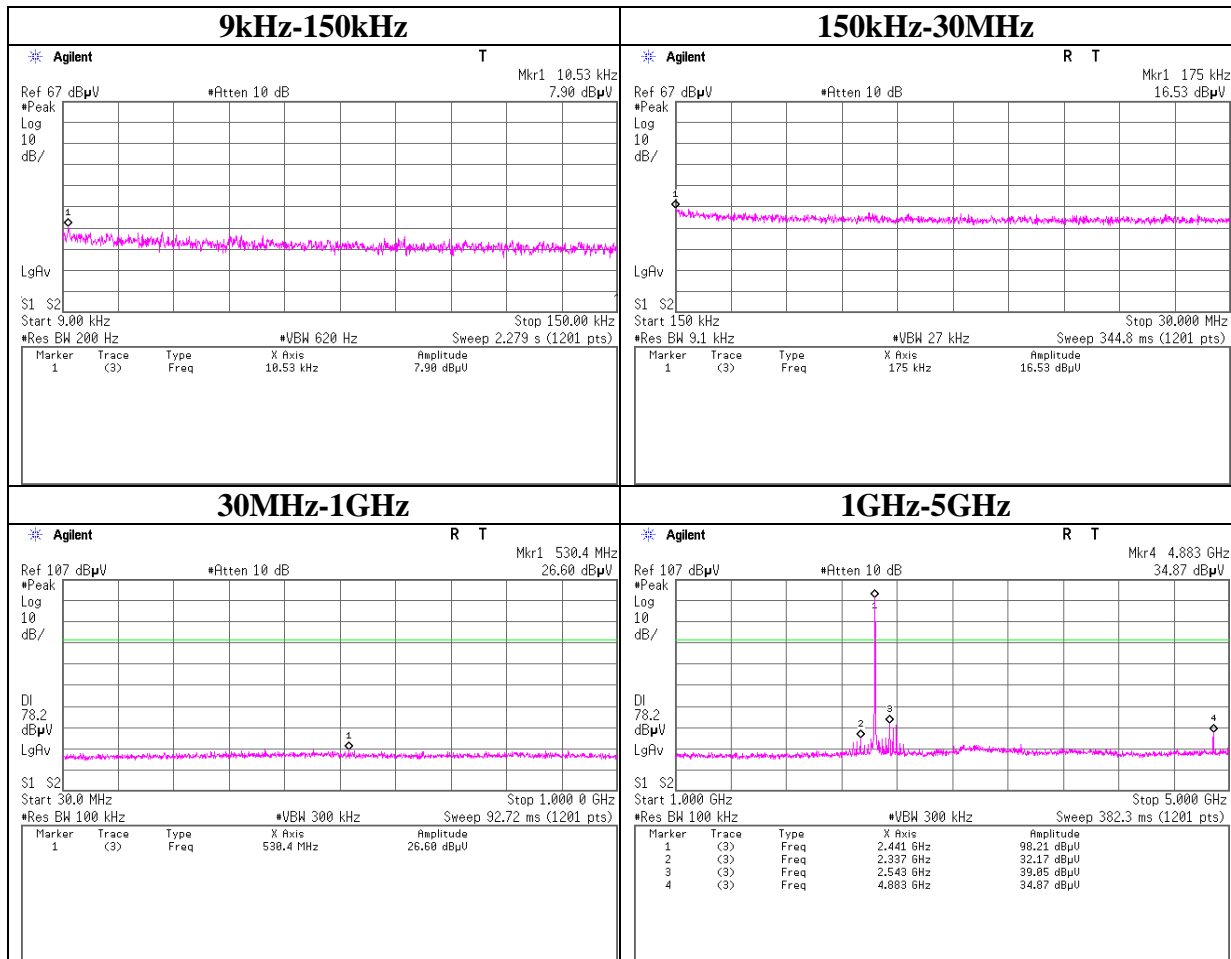 9kHz-150kHz
Agilent T
Mkr1 10.53 kHz
Ref 67 dBµV #Atten 10 dB 7.90 dBµV
#Peak
Log
10
dB/
1
LgAv
S1 S2
Start 9.00 kHz Stop 150.00 kHz
#Res BW 200 Hz #VBW 620 Hz Sweep 2.279 s (1201 pts)
Marker Trace Type X Axis Amplitude
1 (3) Freq 10.53 kHz 7.90 dBµV
150kHz-30MHz
Agilent R T
Mkr1 175 kHz
Ref 67 dBµV #Atten 10 dB 16.53 dBµV
#Peak
Log
10
dB/
1
LgAv
S1 S2
Start 150 kHz Stop 30.000 MHz
#Res BW 9.1 kHz #VBW 27 kHz Sweep 344.8 ms (1201 pts)
Marker Trace Type X Axis Amplitude
1 (3) Freq 175 kHz 16.53 dBµV
30MHz-1GHz
Agilent R T
Mkr1 530.4 MHz
Ref 107 dBµV #Atten 10 dB 26.60 dBµV
#Peak
Log
10
dB/
DI
78.2
dBµV
1
LgAv
S1 S2
Start 30.0 MHz Stop 1.000 0 GHz
#Res BW 100 kHz #VBW 300 kHz Sweep 92.72 ms (1201 pts)
Marker Trace Type X Axis Amplitude
1 (3) Freq 530.4 MHz 26.60 dBµV
1GHz-5GHz
Agilent R T
Mkr4 4.883 GHz
Ref 107 dBµV #Atten 10 dB 34.87 dBµV
#Peak
Log
1
10
dB/
DI
3
78.2
2 4
dBµV
LgAv
S1 S2
Start 1.000 GHz Stop 5.000 GHz
#Res BW 100 kHz #VBW 300 kHz Sweep 382.3 ms (1201 pts)
Marker Trace Type X Axis Amplitude
1 (3) Freq 2.441 GHz 98.21 dBµV
2 (3) Freq 2.337 GHz 32.17 dBµV
3 (3) Freq 2.543 GHz 39.05 dBµV
4 (3) Freq 4.883 GHz 34.87 dBµV